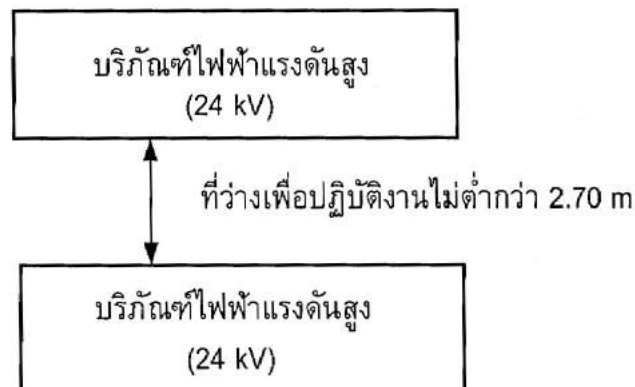 บริภัณฑ์ไฟฟ้าแรงดันสูง
(24 kV)
ที่ว่างเพื่อปฏิบัติงานไม่ต่ำกว่า 2.70 m
บริภัณฑ์ไฟฟ้าแรงดันสูง
(24 kV)